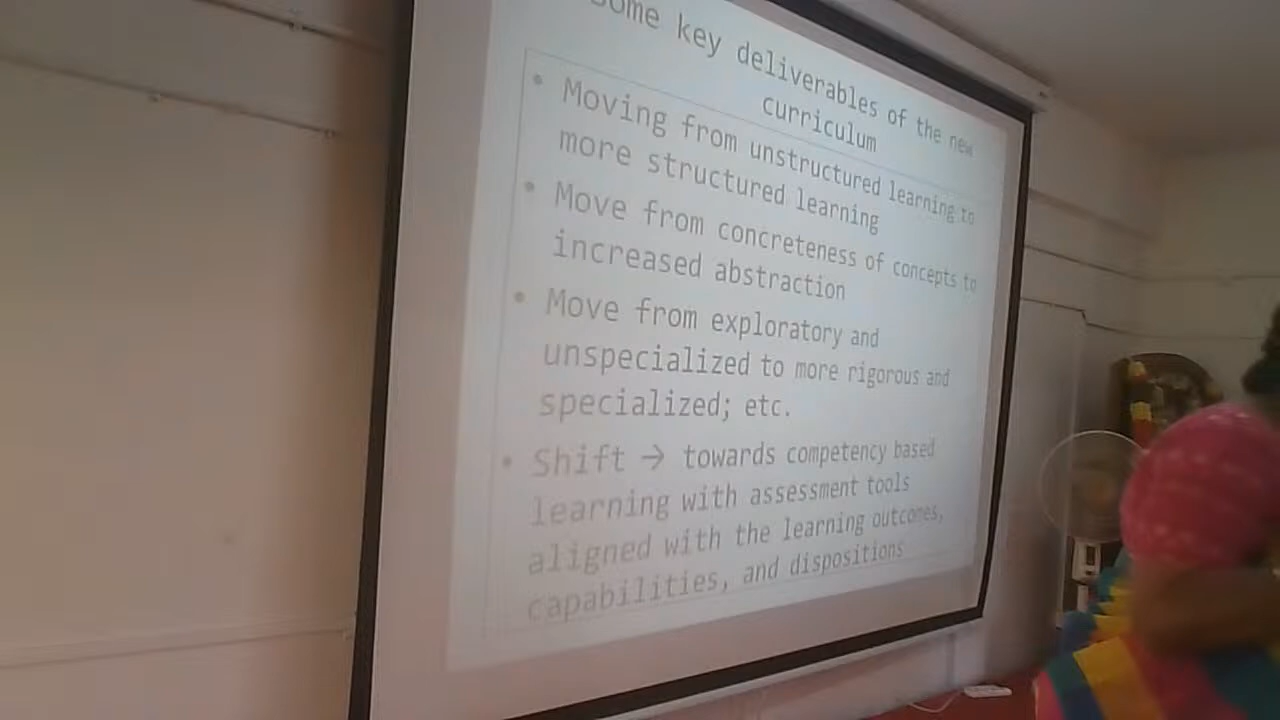 Some key deliverables of the new
curriculum
• Moving from unstructured learning to
more structured learning
• Move from concreteness of concepts to
increased abstraction
• Move from exploratory and
unspecialized to more rigorous and
specialized; etc.
• Shift → towards competency based
learning with assessment tools
aligned with the learning outcomes,
capabilities, and dispositions